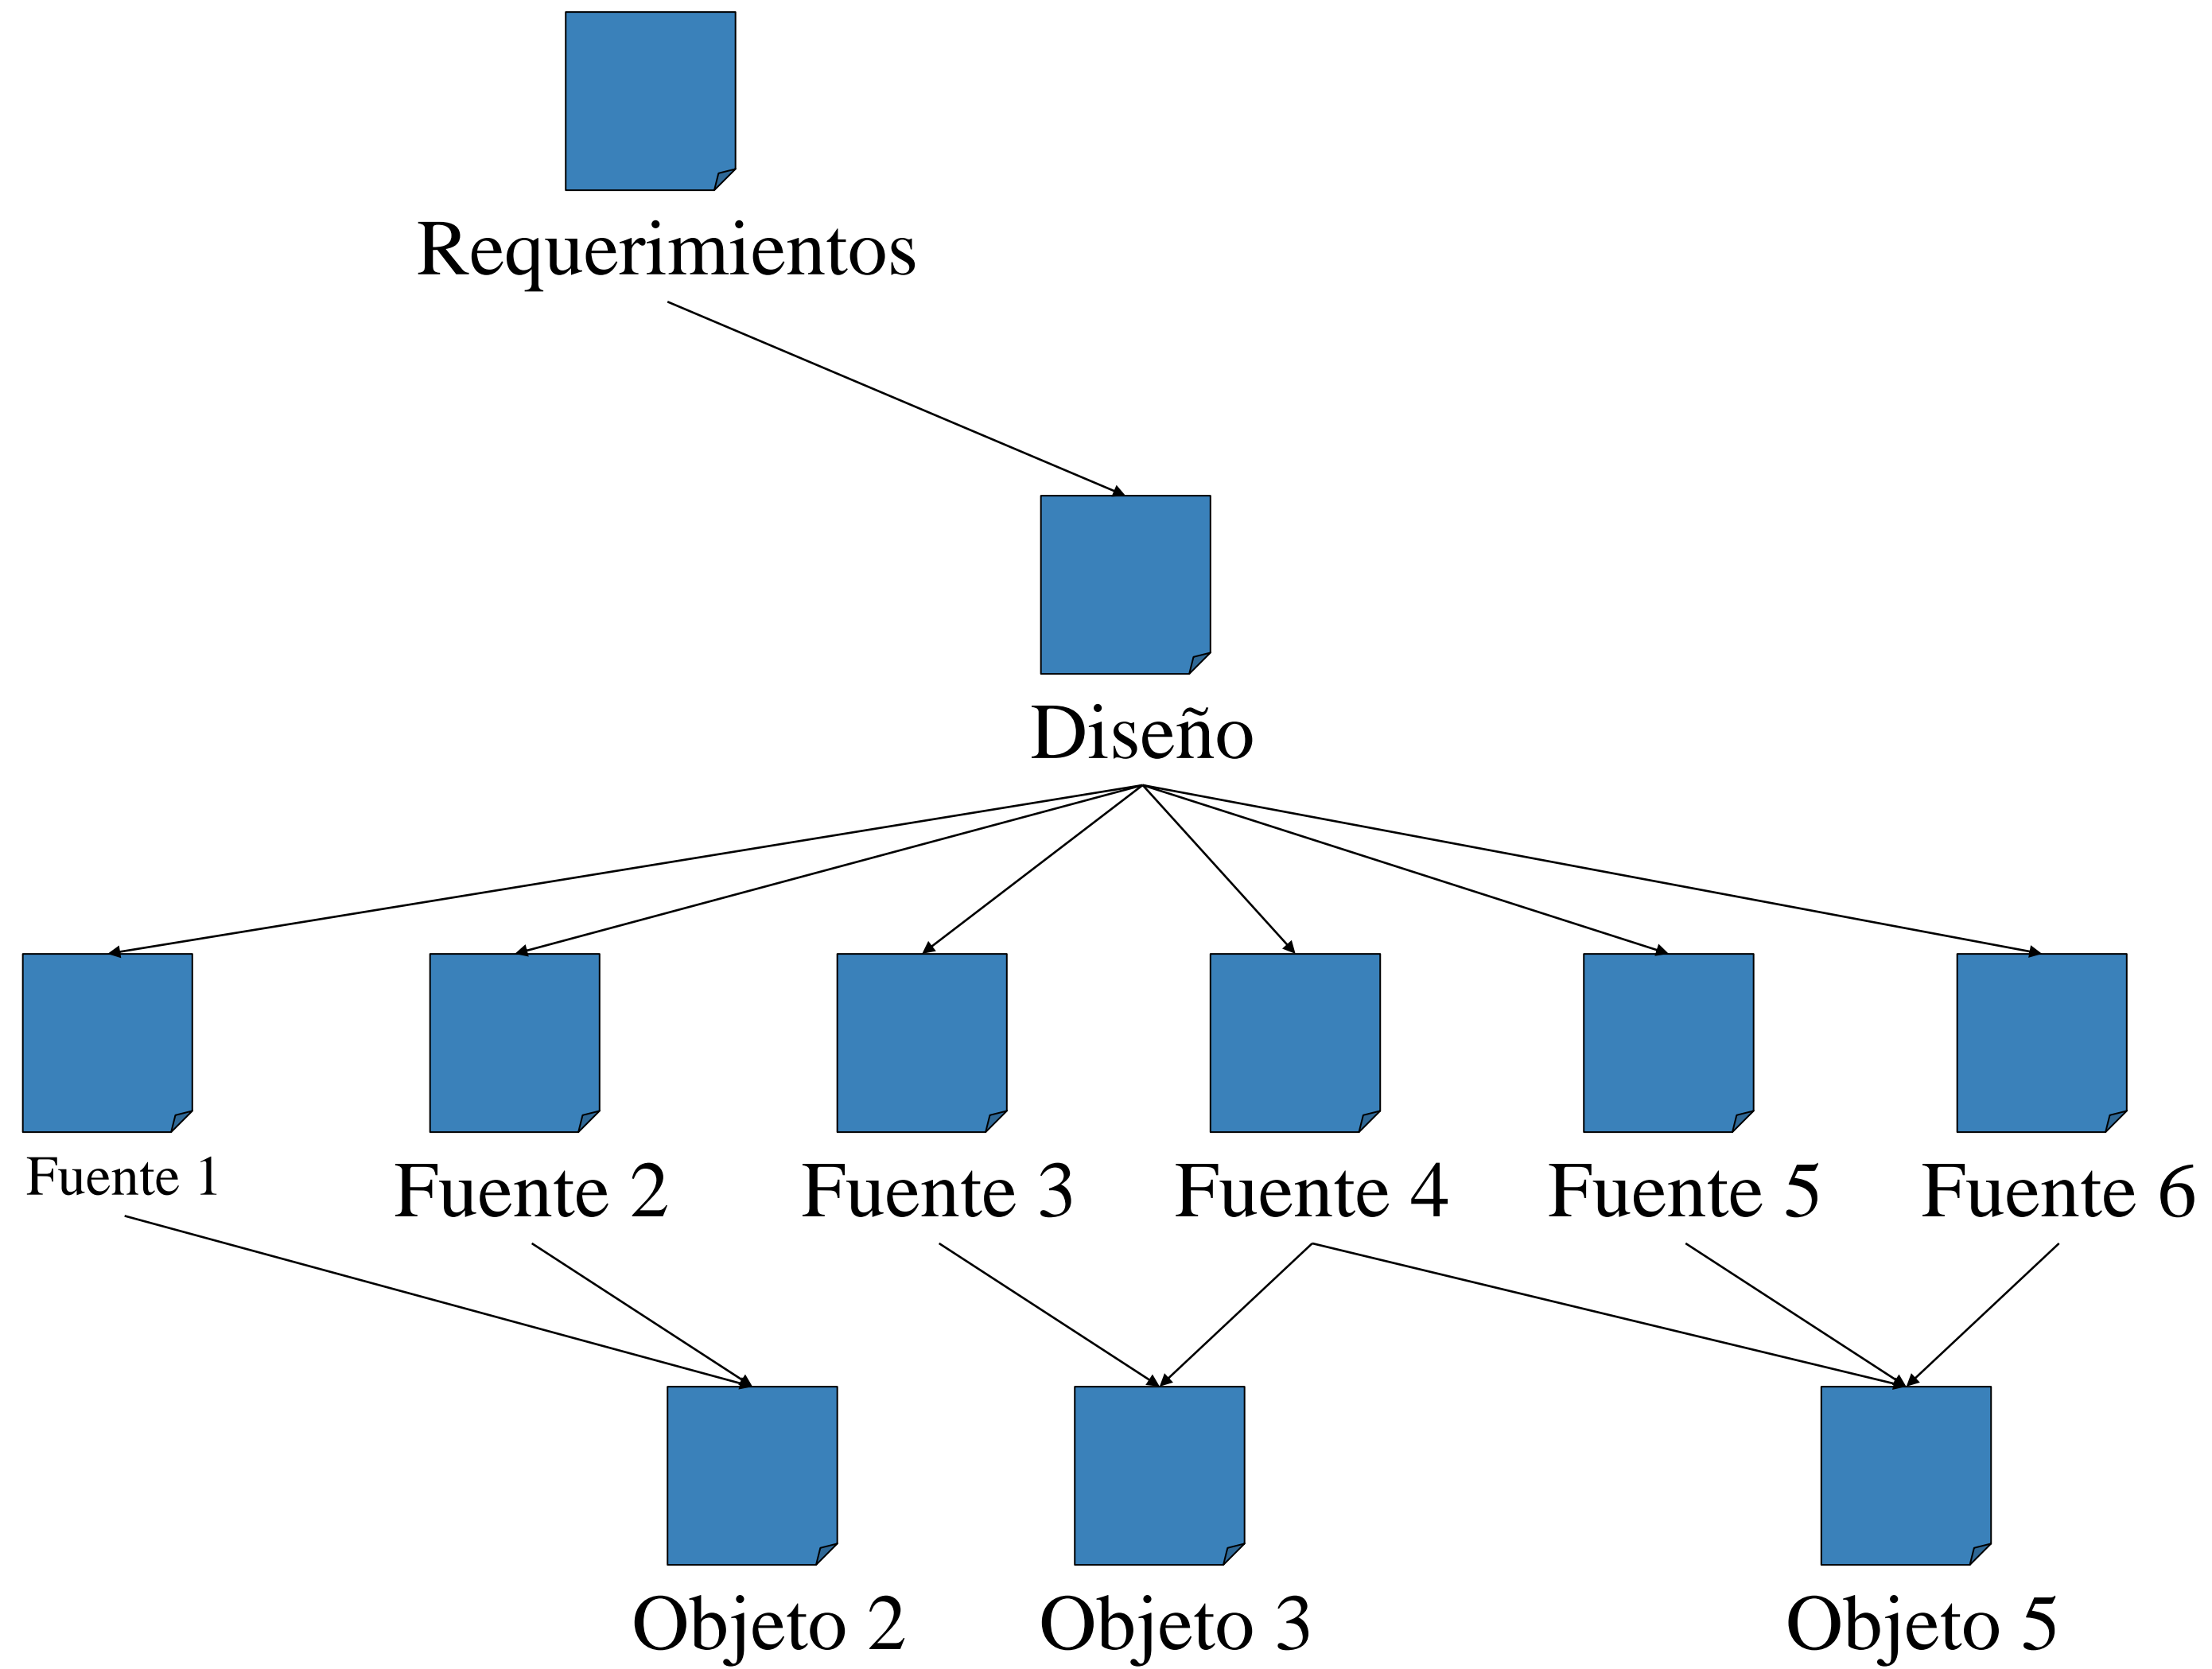 Requerimientos
Diseño
Fuente 1
Fuente 2
Fuente 3
Fuente 4
Fuente 5
Fuente 6
Objeto 2
Objeto 3
Objeto 5